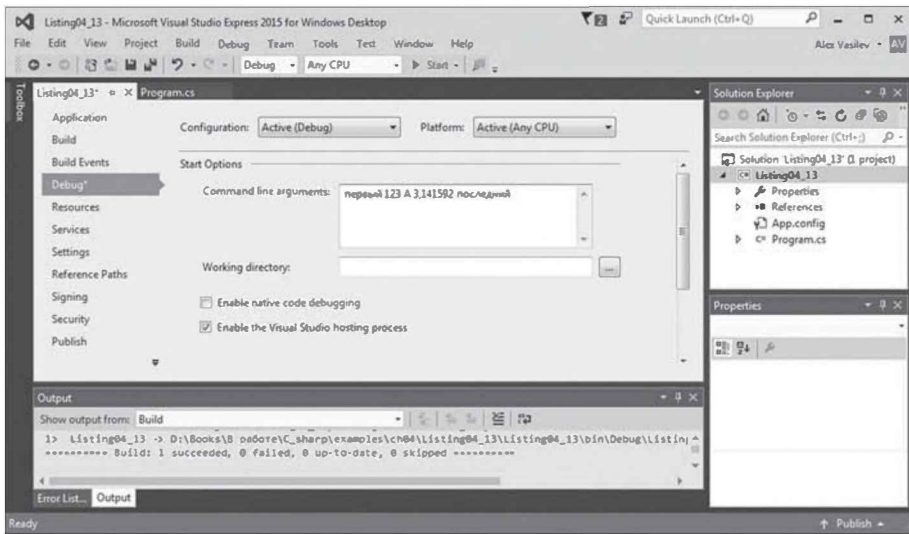 Listing04_13 - Microsoft Visual Studio Express 2015 for Windows Desktop
Quick Launch (Ctrl+Q)
File Edit View Project Build Debug Team Tools Test Window Help
Alex Vasilev AV
Debug Any CPU Start
Toolbox
Listing04_13* Program.cs
Application
Build
Build Events
Debug*
Resources
Services
Settings
Reference Paths
Signing
Security
Publish
Configuration: Active (Debug) Platform: Active (Any CPU)
Start Options
Command line arguments: первый 123 A 3,141592 последний
Working directory:
...
Enable native code debugging
Enable the Visual Studio hosting process
Solution Explorer
Search Solution Explorer (Ctrl+;)
Solution 'Listing04_13' (1 project)
C# Listing04_13
Properties
References
App.config
C# Program.cs
Properties
Output
Show output from: Build
1> Listing04_13 -> D:\Books\В работе\C_sharp\examples\ch04\Listing04_13\Listing04_13\bin\Debug\Listing
========== Build: 1 succeeded, 0 failed, 0 up-to-date, 0 skipped ==========
Error List... Output
Ready
Publish